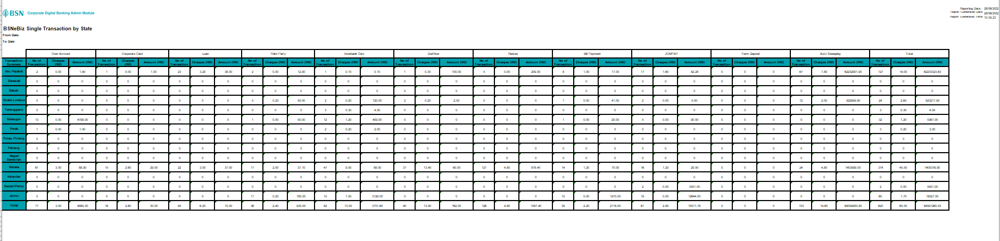 BSN Corporate Digital Banking Admin Module
Reporting Date : 28/06/2022
Report Generated Date 28/06/2022
Report Generated Time 10.39.23
BSNeBiz Single Transaction by State
From Date:
To Date
Own Account Corporate Card Loan Third Party Interbank Giro DuitNow Rentas Bill Payment JOMPAY Term Deposit Auto Sweeping Total
Transaction Summary No of Transaction Charges (RM) Amount (RM) No of Transaction Charges (RM) Amount (RM) No of Transaction Charges (RM) Amount (RM) No of Transaction Charges (RM) Amount (RM) No of Transaction Charges (RM) Amount (RM) No of Transaction Charges (RM) Amount (RM) No of Transaction Charges (RM) Amount (RM) No of Transaction Charges (RM) Amount (RM) No of Transaction Charges (RM) Amount (RM) No of Transaction Charges (RM) Amount (RM) No of Transaction Charges (RM) Amount (RM) No of Transaction Charges (RM) Amount (RM)
Ibu Pejabat 2 0.00 1.40 1 0.00 1.00 23 3.20 38.00 2 0.00 12.90 1 0.10 0.10 1 0.30 100.00 5 0.00 209.00 8 1.00 17.00 17 1.60 42.28 0 0 0 67 7.80 62232901.95 127 14.00 62233323.63
Sarawak 0 0 0 0 0 0 0 0 0 0 0 0 0 0 0 0 0 0 0 0 0 0 0 0 0 0 0 0 0 0 0 0 0 0 0 0
Sabah 0 0 0 0 0 0 0 0 0 0 0 0 0 0 0 0 0 0 0 0 0 0 0 0 0 0 0 0 0 0 0 0 0 0 0 0
Kuala Lumpur 0 0 0 0 0 0 0 0 0 5 0.25 50.00 2 0.20 120.00 2 0.20 2.00 0 0 0 1 0.00 41.00 2 0.00 5.00 0 0 0 12 2.00 922999.90 24 2.65 923217.90
Terengganu 0 0 0 0 0 0 0 0 0 0 0 0 3 0.30 4.50 0 0 0 0 0 0 0 0 0 0 0 0 0 0 0 0 0 0 3 0.30 4.50
Selangor 13 0.00 4798.00 0 0 0 0 0 0 1 0.00 50.00 12 1.20 409.00 0 0 0 0 0 0 1 0.00 20.00 5 0.00 90.00 0 0 0 0 0 0 32 1.20 5367.00
Perak 1 0.00 1.00 0 0 0 0 0 0 0 0 0 2 0.20 2.00 0 0 0 0 0 0 0 0 0 0 0 0 0 0 0 0 0 0 3 0.20 3.00
Pulau Pinang 0 0 0 0 0 0 0 0 0 0 0 0 0 0 0 0 0 0 0 0 0 0 0 0 0 0 0 0 0 0 0 0 0 0 0 0
Pahang 0 0 0 0 0 0 0 0 0 0 0 0 0 0 0 0 0 0 0 0 0 0 0 0 0 0 0 0 0 0 0 0 0 0 0 0
Negeri Sembilan 0 0 0 0 0 0 0 0 0 0 0 0 0 0 0 0 0 0 0 0 0 0 0 0 0 0 0 0 0 0 0 0 0 0 0 0
Melaka 61 3.00 88.90 15 2.60 29.00 22 3.00 37.00 17 2.00 37.10 47 9.50 88.00 37 13.40 60.00 121 4.80 878.40 14 1.20 70.00 16 1.20 29.50 0 0 0 24 4.80 1403999.00 374 45.50 1405316.90
Kelantan 0 0 0 0 0 0 0 0 0 0 0 0 0 0 0 0 0 0 0 0 0 0 0 0 0 0 0 0 0 0 0 0 0 0 0 0
Kedah/Perlis 0 0 0 0 0 0 0 0 0 0 0 0 0 0 0 0 0 0 0 0 0 0 0 0 2 0.00 5501.00 0 0 0 0 0 0 2 0.00 5501.00
Johor 0 0 0 0 0 0 0 0 0 11 0.20 785.00 15 1.50 3128.00 0 0 0 0 0 0 15 0.00 1970.00 19 0.00 12644.00 0 0 0 0 0 0 60 1.70 18527.00
Total 77 3.00 4889.30 16 2.60 30.00 45 6.20 75.00 36 2.45 935.00 82 13.00 3751.60 40 13.90 162.00 126 4.80 1087.40 39 2.20 2118.00 61 2.80 18311.78 0 0 0 103 14.60 64559900.85 625 65.55 64591260.93